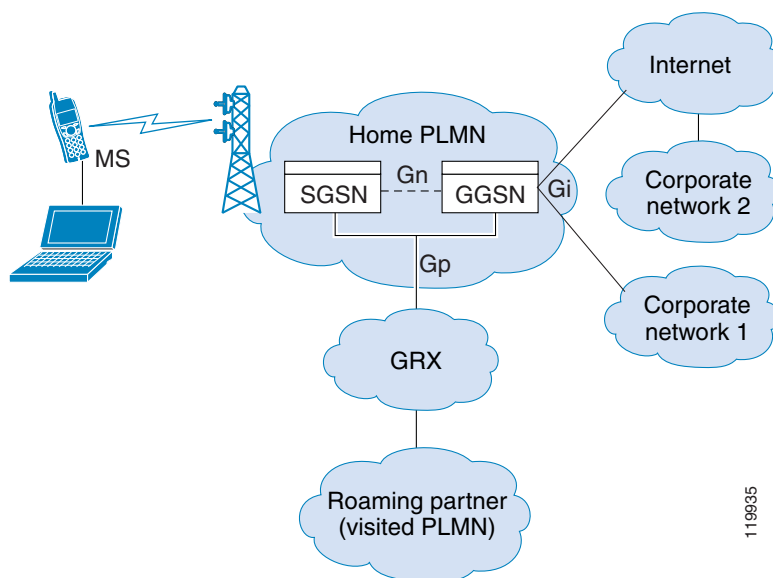 Internet
Home PLMN
MS
SGSN
Gn
GGSN
Gi
Corporate
network 2
Gp
Corporate
network 1
GRX
Roaming partner
(visited PLMN)
119935